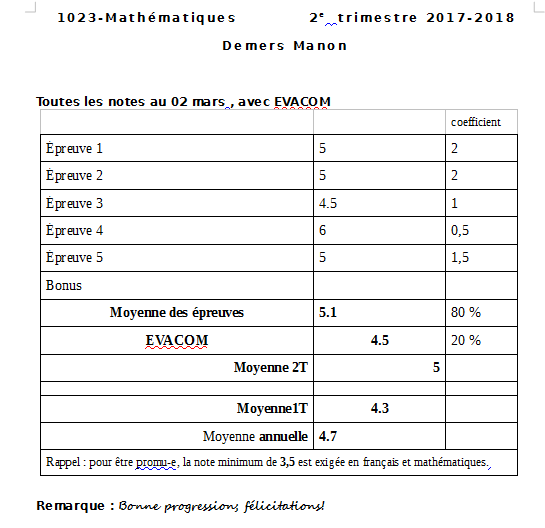 1023-Mathématiques 2e trimestre 2017-2018
Demers Manon
Toutes les notes au 02 mars , avec EVACOM
coefficient
Épreuve 1 5 2
Épreuve 2 5 2
Épreuve 3 4.5 1
Épreuve 4 6 0,5
Épreuve 5 5 1,5
Bonus
Moyenne des épreuves 5.1 80 %
EVACOM 4.5 20 %
Moyenne 2T 5
Moyenne1T 4.3
Moyenne annuelle 4.7
Rappel : pour être promu-e, la note minimum de 3,5 est exigée en français et mathématiques.
Remarque : Bonne progression, félicitations!